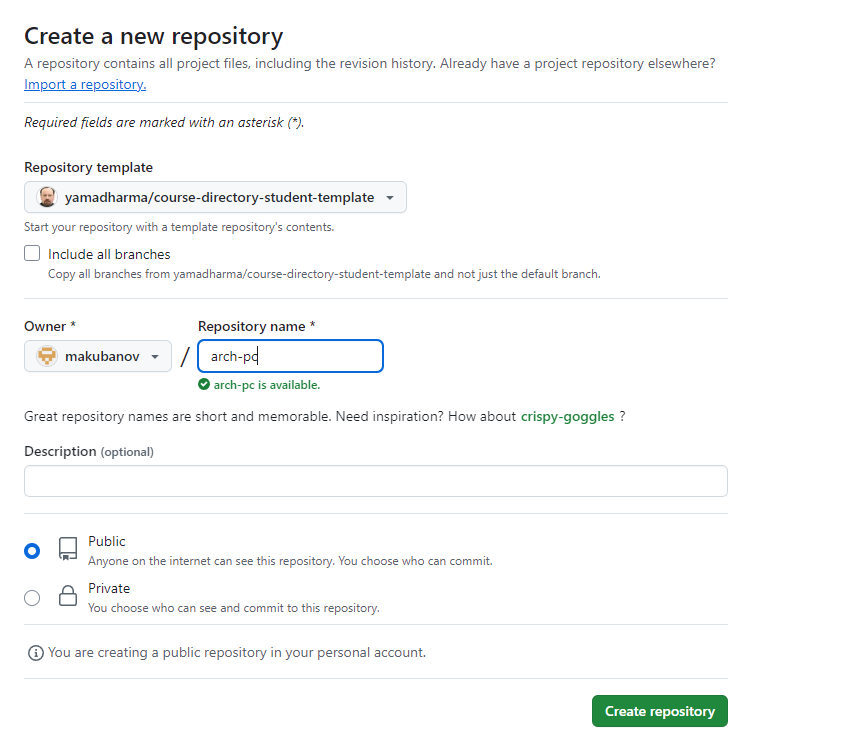 Create a new repository
A repository contains all project files, including the revision history. Already have a project repository elsewhere?
Import a repository.
Required fields are marked with an asterisk (*).
Repository template
yamadharma/course-directory-student-template
Start your repository with a template repository's contents.
Include all branches
Copy all branches from yamadharma/course-directory-student-template and not just the default branch.
Owner * Repository name *
makubanov / arch-pc
arch-pc is available.
Great repository names are short and memorable. Need inspiration? How about crispy-goggles ?
Description (optional)
Public
Anyone on the internet can see this repository. You choose who can commit.
Private
You choose who can see and commit to this repository.
You are creating a public repository in your personal account.
Create repository